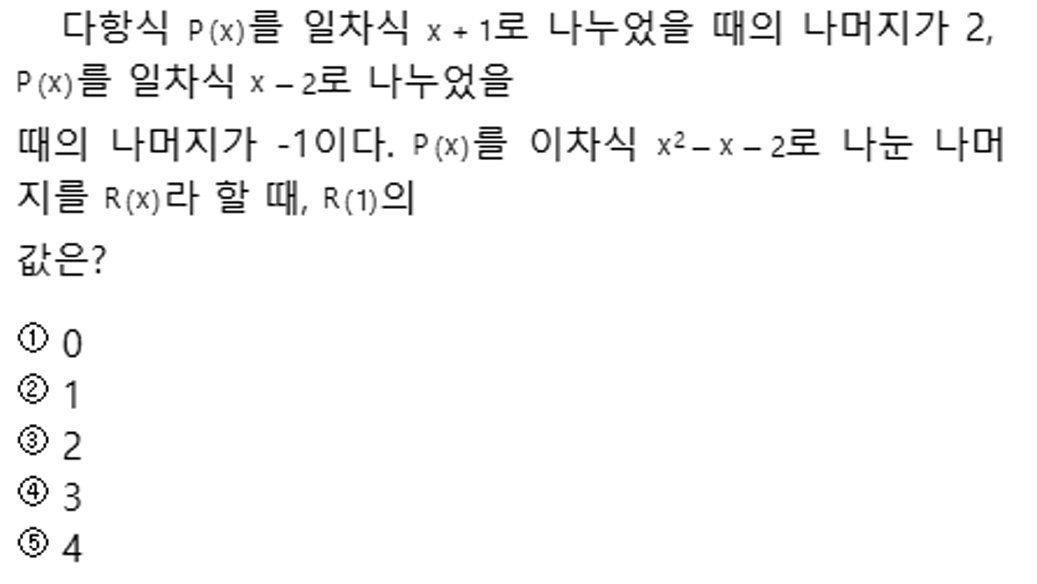 다항식 P(x)를 일차식 x + 1로 나누었을 때의 나머지가 2,
P(x)를 일차식 x – 2로 나누었을
때의 나머지가 -1이다. P(x)를 이차식 x² – x – 2로 나눈 나머
지를 R(x)라 할 때, R(1)의
값은?
① 0
② 1
③ 2
④ 3
⑤ 4